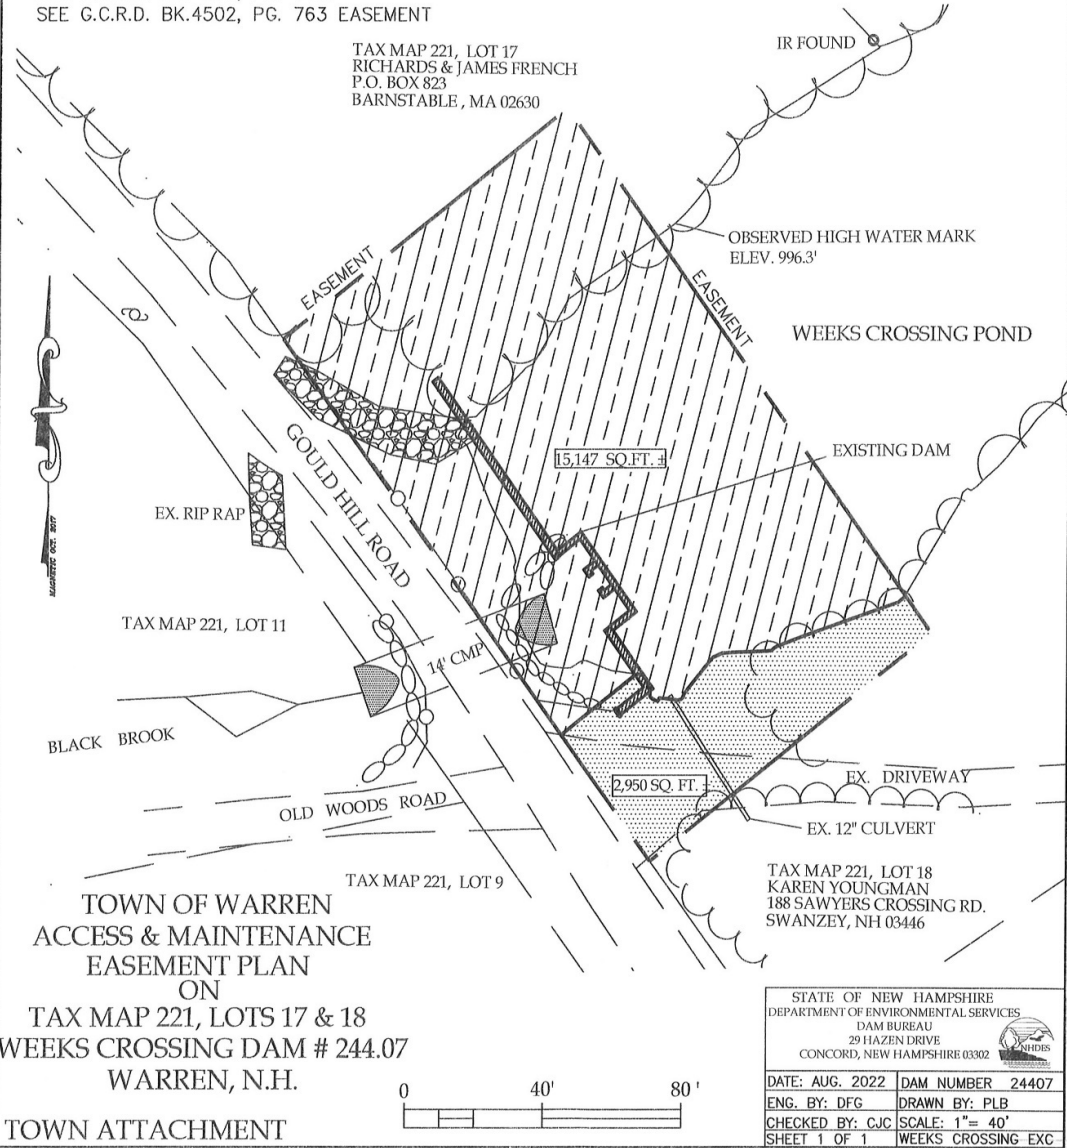 SEE G.C.R.D. BK.4502, PG. 763 EASEMENT
TAX MAP 221, LOT 17
RICHARDS & JAMES FRENCH
P.O. BOX 823
BARNSTABLE, MA 02630
IR FOUND
OBSERVED HIGH WATER MARK
ELEV. 996.3'
EASEMENT
EASEMENT
WEEKS CROSSING POND
GOULD HILL ROAD
15,147 SQ.FT. ±
EXISTING DAM
EX. RIP RAP
MAGNETIC OCT. 2017
TAX MAP 221, LOT 11
14' CMP
BLACK BROOK
2,950 SQ. FT. ±
EX. DRIVEWAY
OLD WOODS ROAD
EX. 12" CULVERT
TAX MAP 221, LOT 9
TAX MAP 221, LOT 18
KAREN YOUNGMAN
188 SAWYERS CROSSING RD.
SWANZEY, NH 03446
TOWN OF WARREN
ACCESS & MAINTENANCE
EASEMENT PLAN
ON
TAX MAP 221, LOTS 17 & 18
WEEKS CROSSING DAM # 244.07
WARREN, N.H.
0 40' 80'
TOWN ATTACHMENT
STATE OF NEW HAMPSHIRE
DEPARTMENT OF ENVIRONMENTAL SERVICES
DAM BUREAU
29 HAZEN DRIVE
CONCORD, NEW HAMPSHIRE 03302
NHDES
DATE: AUG. 2022 DAM NUMBER 24407
ENG. BY: DFG DRAWN BY: PLB
CHECKED BY: CJC SCALE: 1"= 40'
SHEET 1 OF 1 WEEKS CROSSING EXC